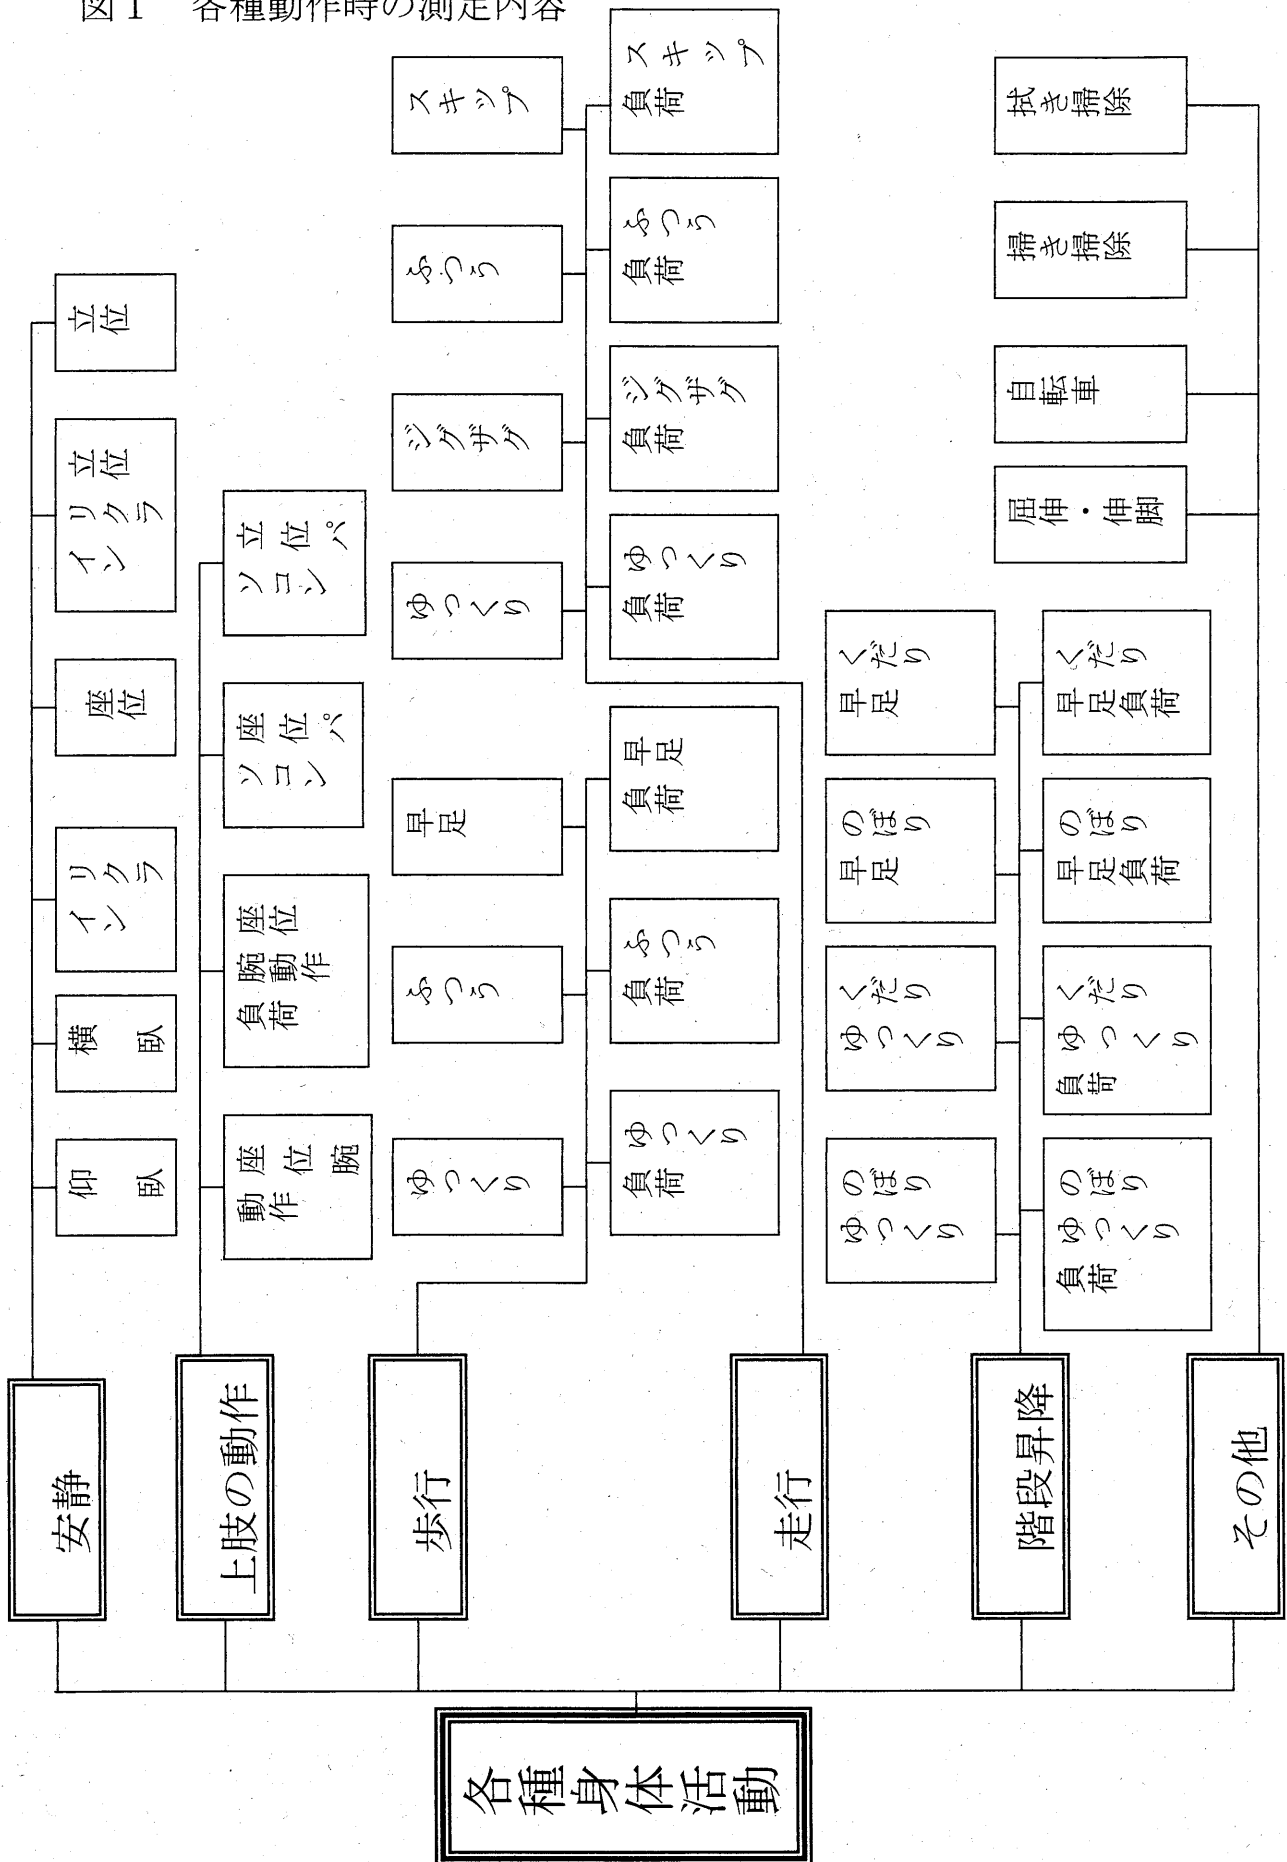 図1　各種動作時の測定内容
各種身体活動
安静
仰臥
横臥
リクラ
イン
座位
立位
リクラ
イン
立位
上肢の動作
座位腕
動作
座位
腕動作
負荷
座位パ
ソコン
立位パ
ソコン
歩行
ゆっくり
ふつう
早足
ゆっくり
負荷
ふつう
負荷
早足
負荷
走行
ゆっくり
ジグザグ
ふつう
スキップ
ゆっくり
負荷
ジグザグ
負荷
ふつう
負荷
スキップ
負荷
階段昇降
のぼり
ゆっくり
くだり
ゆっくり
のぼり
早足
くだり
早足
のぼり
ゆっくり
負荷
くだり
ゆっくり
負荷
のぼり
早足負荷
くだり
早足負荷
その他
屈伸・伸脚
自転車
掃き掃除
拭き掃除